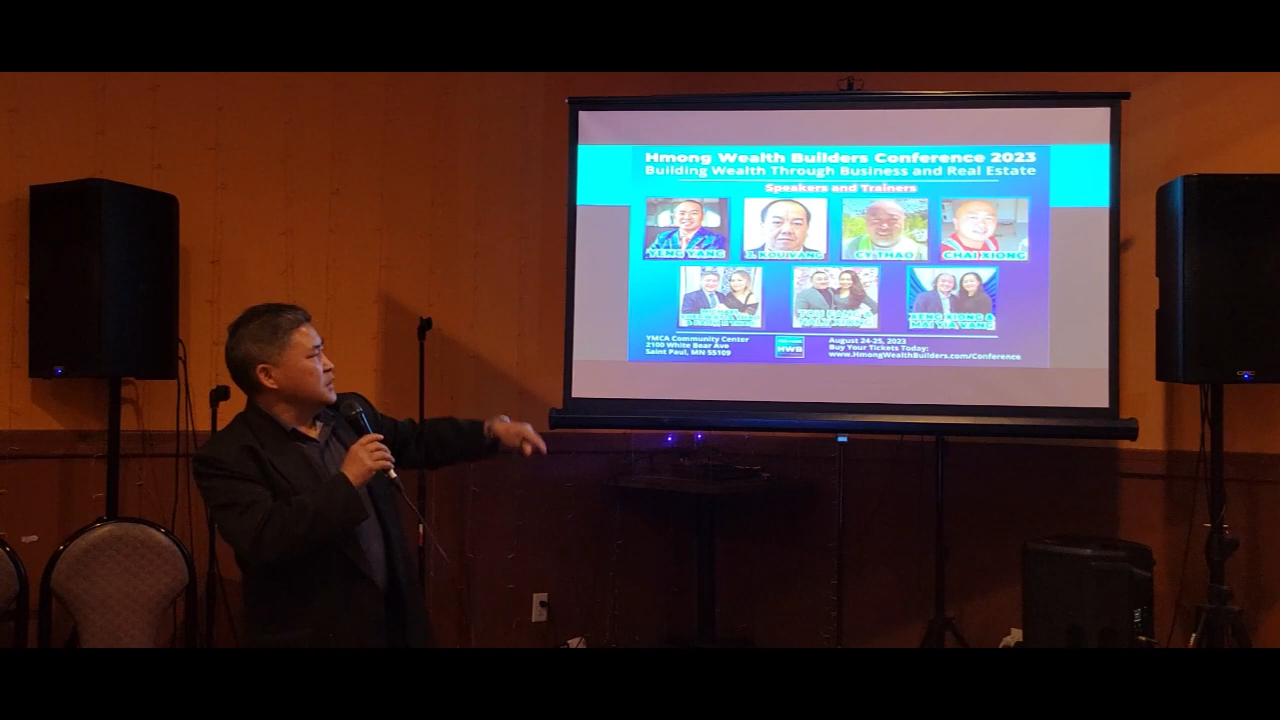 Hmong Wealth Builders Conference 2023
Building Wealth Through Business and Real Estate
Speakers and Trainers
YENG YANG
Z. KOUIVANG
CY THAO
CHAI XIONG
XENG XIONG &
MAI YIA VANG
YMCA Community Center
2100 White Bear Ave
Saint Paul, MN 55109
HWB
August 24-25, 2023
Buy Your Tickets Today:
www.HmongWealthBuilders.com/Conference